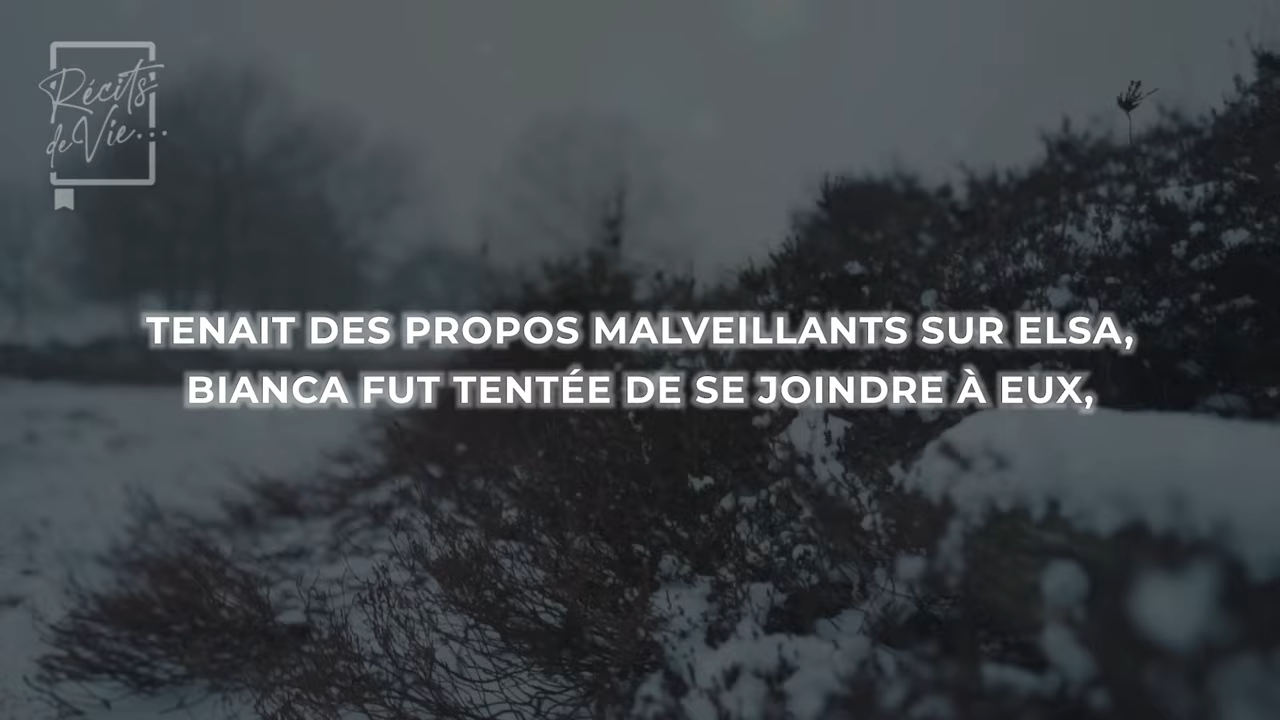 Récits
de Vie...
TENAIT DES PROPOS MALVEILLANTS SUR ELSA,
BIANCA FUT TENTÉE DE SE JOINDRE À EUX,